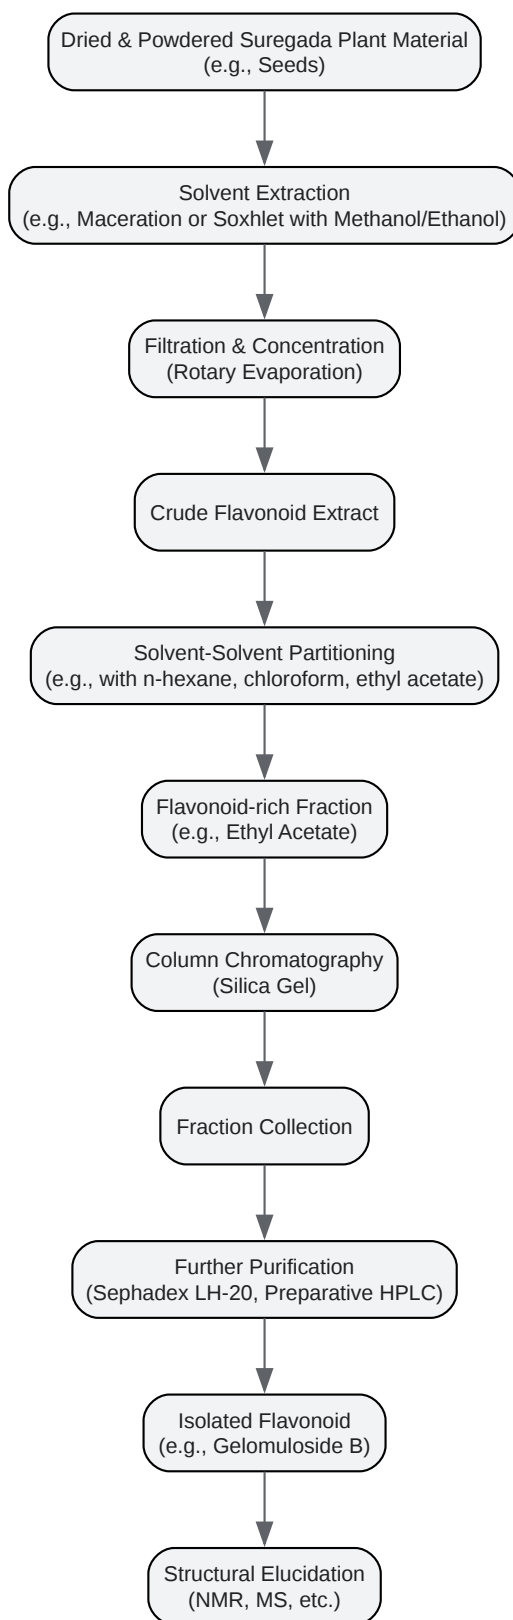 Dried & Powdered Suregada Plant Material
(e.g., Seeds)
Solvent Extraction
(e.g., Maceration or Soxhlet with Methanol/Ethanol)
Filtration & Concentration
(Rotary Evaporation)
Crude Flavonoid Extract
Solvent-Solvent Partitioning
(e.g., with n-hexane, chloroform, ethyl acetate)
Flavonoid-rich Fraction
(e.g., Ethyl Acetate)
Column Chromatography
(Silica Gel)
Fraction Collection
Further Purification
(Sephadex LH-20, Preparative HPLC)
Isolated Flavonoid
(e.g., Gelomuloside B)
Structural Elucidation
(NMR, MS, etc.)